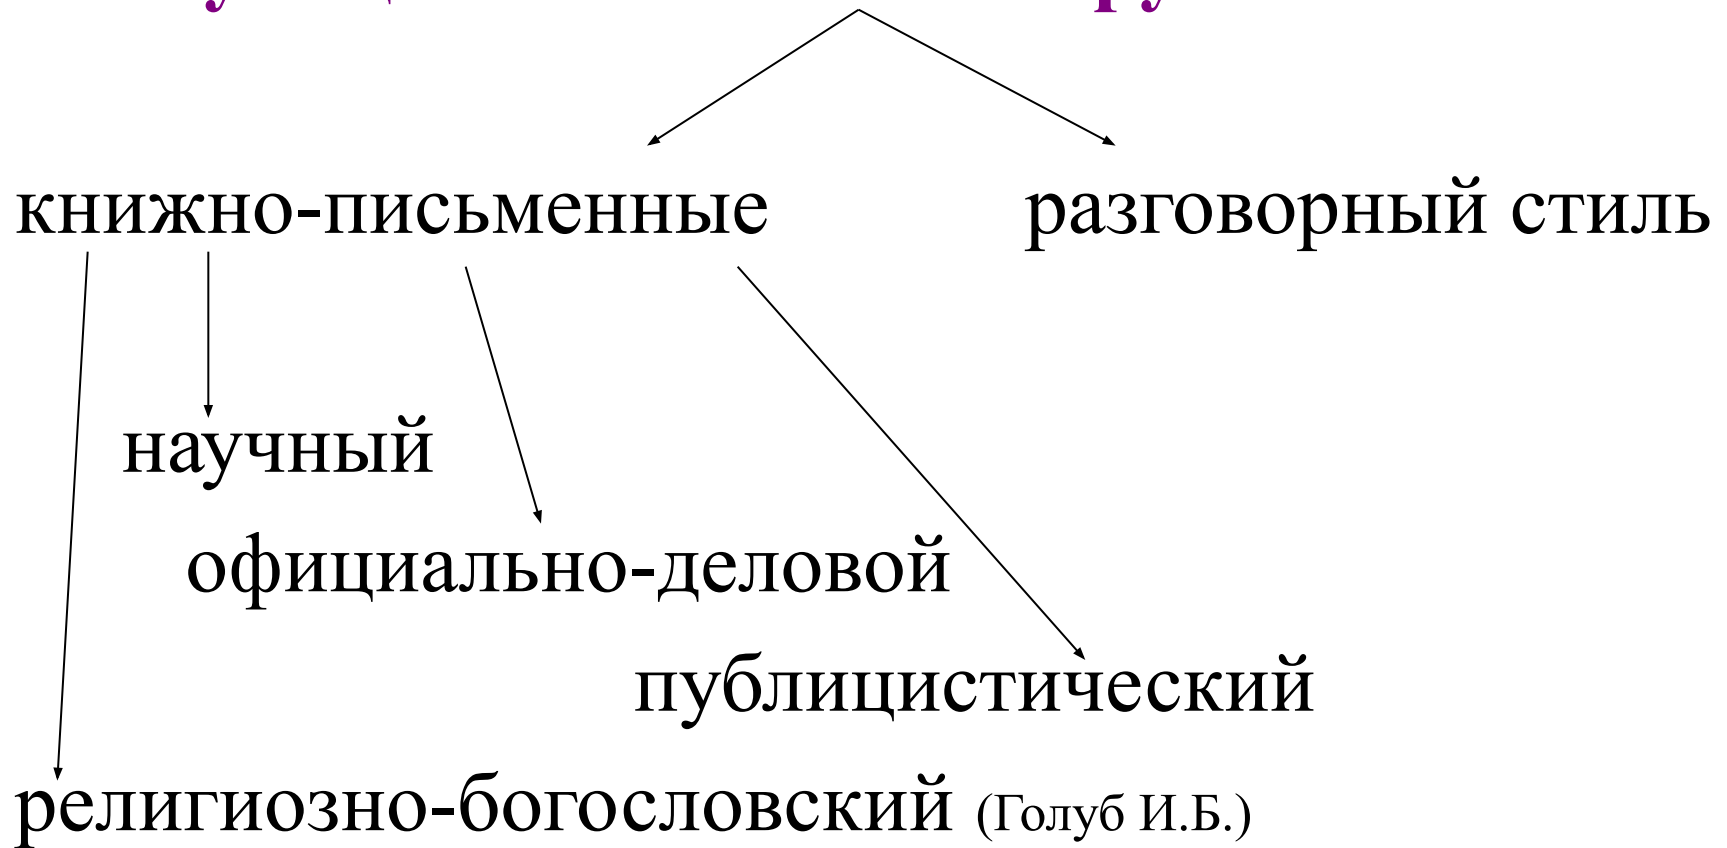 книжно-письменные разговорный стиль
научный
официально-деловой
публицистический
религиозно-богословский (Голуб И.Б.)